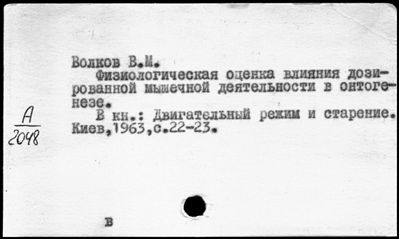 Волков В.М.
Физиологическая оценка влияния дози-
рованной мышечной деятельности в онтоге-
незе.
В кн.: Двигательный режим и старение.
Киев,1963,с.22-23.
А
2048
в